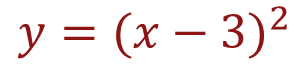 y = (x − 3)²